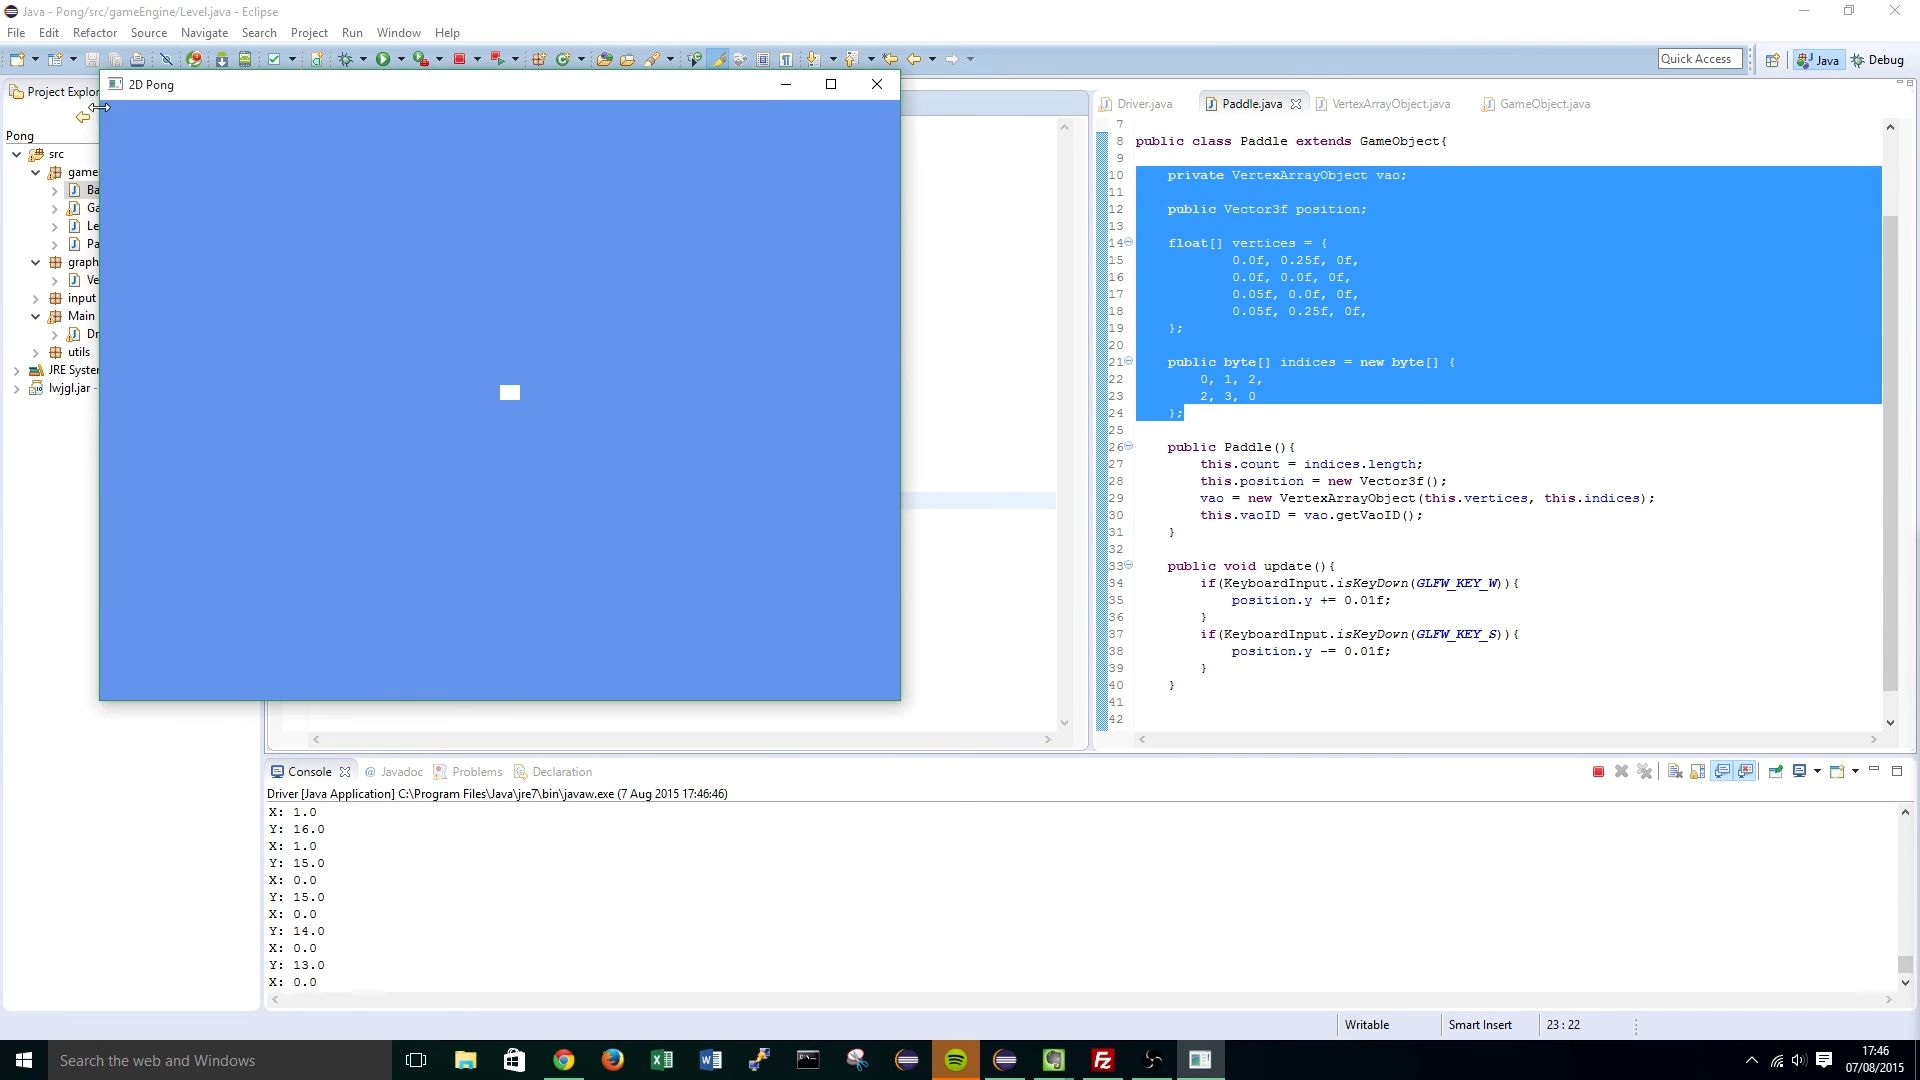 Java - Pong/src/gameEngine/Level.java - Eclipse
File Edit Refactor Source Navigate Search Project Run Window Help
Quick Access Java Debug
Project Explor
2D Pong
Driver.java Paddle.java VertexArrayObject.java GameObject.java
Pong
src
game
Ba
Ga
Le
Pa
graph
Ve
input
Main
Dr
utils
JRE Syste
lwjgl.jar -
7
8 public class Paddle extends GameObject{
9
10 private VertexArrayObject vao;
11
12 public Vector3f position;
13
14 float[] vertices = {
15 0.0f, 0.25f, 0f,
16 0.0f, 0.0f, 0f,
17 0.05f, 0.0f, 0f,
18 0.05f, 0.25f, 0f,
19 };
20
21 public byte[] indices = new byte[] {
22 0, 1, 2,
23 2, 3, 0
24 };
25
26 public Paddle(){
27 this.count = indices.length;
28 this.position = new Vector3f();
29 vao = new VertexArrayObject(this.vertices, this.indices);
30 this.vaoID = vao.getVaoID();
31 }
32
33 public void update(){
34 if(KeyboardInput.isKeyDown(GLFW_KEY_W)){
35 position.y += 0.01f;
36 }
37 if(KeyboardInput.isKeyDown(GLFW_KEY_S)){
38 position.y -= 0.01f;
39 }
40 }
41
42
Console Javadoc Problems Declaration
Driver [Java Application] C:\Program Files\Java\jre7\bin\javaw.exe (7 Aug 2015 17:46:46)
X: 1.0
Y: 16.0
X: 1.0
Y: 15.0
X: 0.0
Y: 15.0
X: 0.0
Y: 14.0
X: 0.0
Y: 13.0
X: 0.0
Writable Smart Insert 23 : 22
Search the web and Windows
17:46
07/08/2015